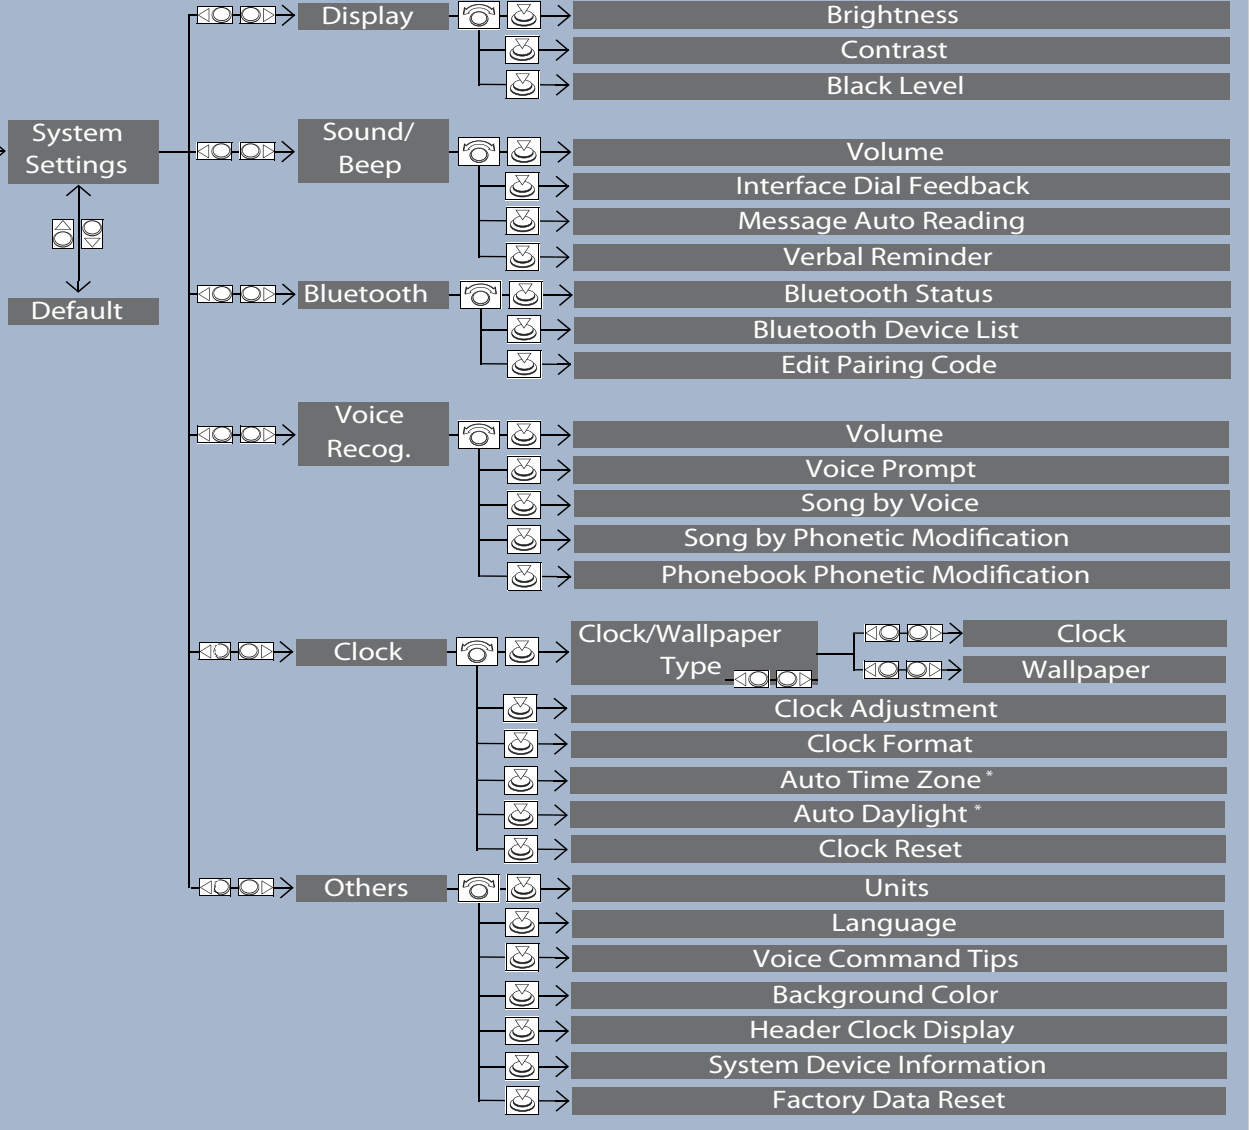 System
Settings
Default
Display
Brightness
Contrast
Black Level
Sound/
Beep
Volume
Interface Dial Feedback
Message Auto Reading
Verbal Reminder
Bluetooth
Bluetooth Status
Bluetooth Device List
Edit Pairing Code
Voice
Recog.
Volume
Voice Prompt
Song by Voice
Song by Phonetic Modification
Phonebook Phonetic Modification
Clock
Clock/Wallpaper
Type
Clock
Wallpaper
Clock Adjustment
Clock Format
Auto Time Zone*
Auto Daylight*
Clock Reset
Others
Units
Language
Voice Command Tips
Background Color
Header Clock Display
System Device Information
Factory Data Reset